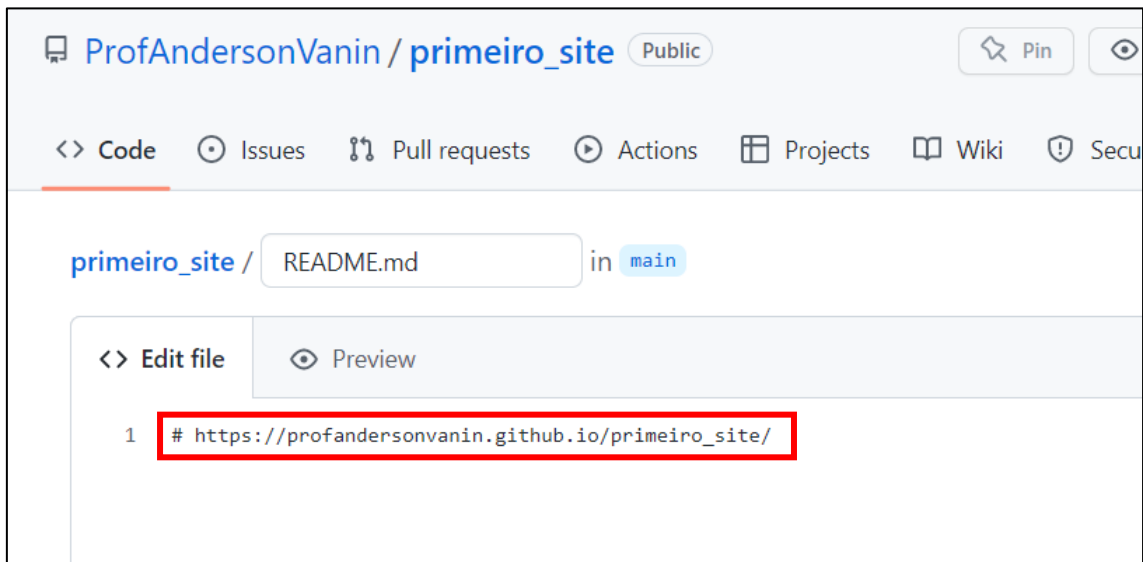 ProfAndersonVanin / primeiro_site Public Pin
Code Issues Pull requests Actions Projects Wiki Secu
primeiro_site / README.md in main
Edit file Preview
1 # https://profandersonvanin.github.io/primeiro_site/